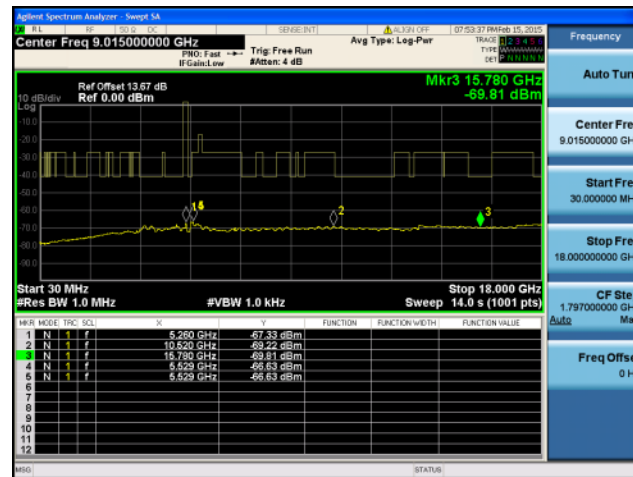 Agilent Spectrum Analyzer - Swept SA
RL RF 50 Ω DC SENSE:INT ALIGN OFF 07:53:37 PM Feb 15, 2015
Center Freq 9.015000000 GHz
PNO: Fast
IFGain:Low
Trig: Free Run
#Atten: 4 dB
Avg Type: Log-Pwr
TRACE 1 2 3 4 5 6
TYPE
DET P N N N N N
Ref Offset 13.67 dB
10 dB/div Ref 0.00 dBm
Log
Mkr3 15.780 GHz
-69.81 dBm
-10.0
-20.0
-30.0
-40.0
-50.0
-60.0
-70.0
-80.0
-90.0
2
3
Start 30 MHz
Stop 18.000 GHz
#Res BW 1.0 MHz #VBW 1.0 kHz Sweep 14.0 s (1001 pts)
MKR MODE TRC SCL X Y FUNCTION FUNCTION WIDTH FUNCTION VALUE
1 N 1 f 5.260 GHz -67.33 dBm
2 N 1 f 10.520 GHz -69.22 dBm
3 N 1 f 15.780 GHz -69.81 dBm
4 N 1 f 5.529 GHz -66.63 dBm
5 N 1 f 5.529 GHz -66.63 dBm
6
7
8
9
10
11
12
MSG STATUS
Frequency
Auto Tun
Center Fre
9.015000000 GH
Start Fre
30.000000 MH
Stop Fre
18.000000000 GH
CF Ste
1.797000000 GH
Auto Ma
Freq Offse
0 H